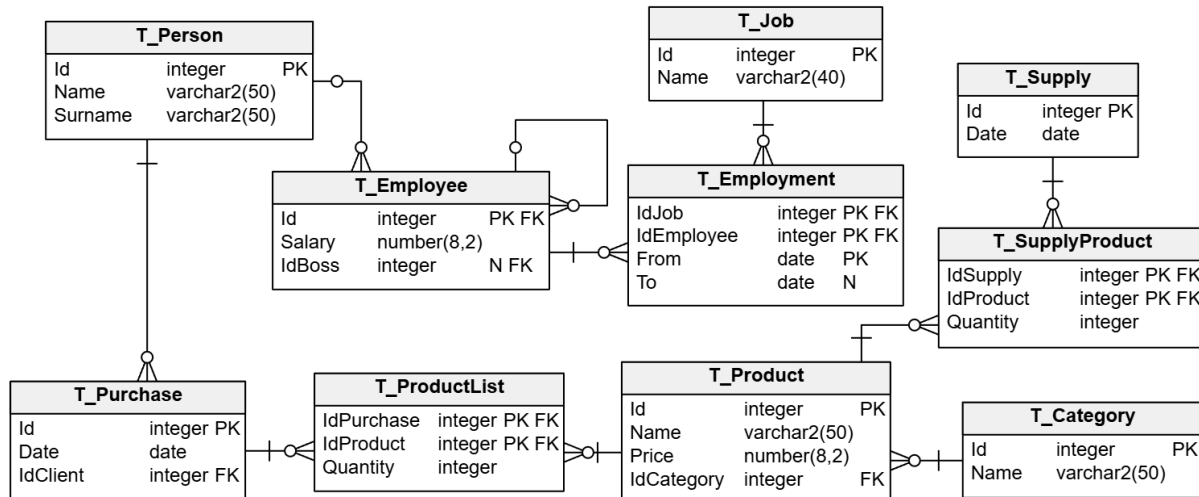 T_Person
Id integer PK
Name varchar2(50)
Surname varchar2(50)
T_Job
Id integer PK
Name varchar2(40)
T_Supply
Id integer PK
Date date
T_Employee
Id integer PK FK
Salary number(8,2)
IdBoss integer N FK
T_Employment
IdJob integer PK FK
IdEmployee integer PK FK
From date PK
To date N
T_SupplyProduct
IdSupply integer PK FK
IdProduct integer PK FK
Quantity integer
T_Purchase
Id integer PK
Date date
IdClient integer FK
T_ProductList
IdPurchase integer PK FK
IdProduct integer PK FK
Quantity integer
T_Product
Id integer PK
Name varchar2(50)
Price number(8,2)
IdCategory integer FK
T_Category
Id integer PK
Name varchar2(50)